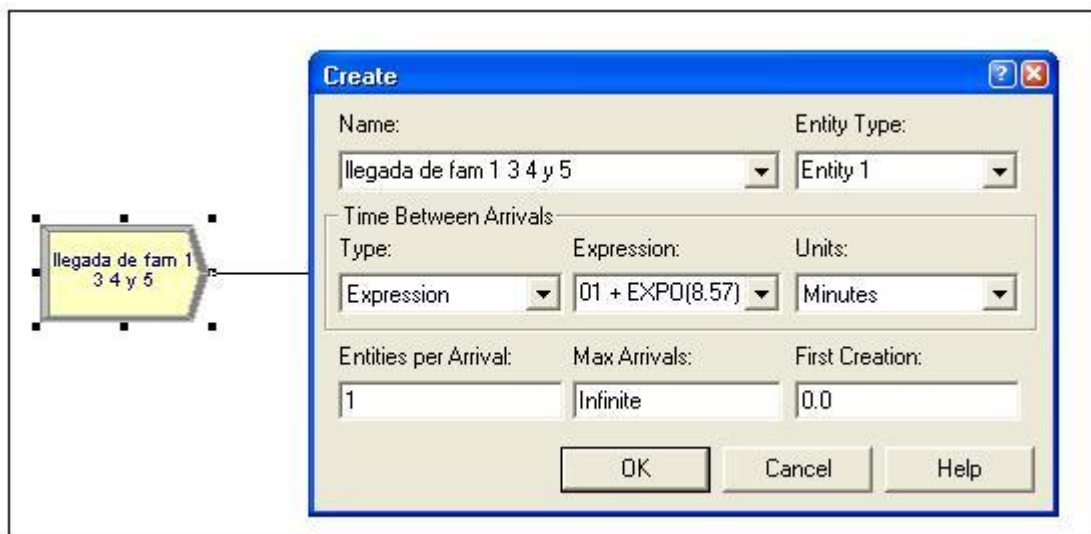 Create
Name:
Entity Type:
llegada de fam 1 3 4 y 5
Entity 1
llegada de fam 1
3 4 y 5
Time Between Arrivals
Type:
Expression:
Units:
Expression
01 + EXPO(8.57)
Minutes
Entities per Arrival:
Max Arrivals:
First Creation:
1
Infinite
0.0
OK
Cancel
Help